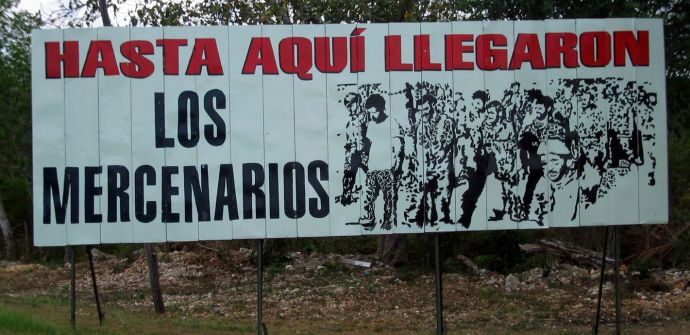 HASTA AQUÍ LLEGARON
LOS
MERCENARIOS